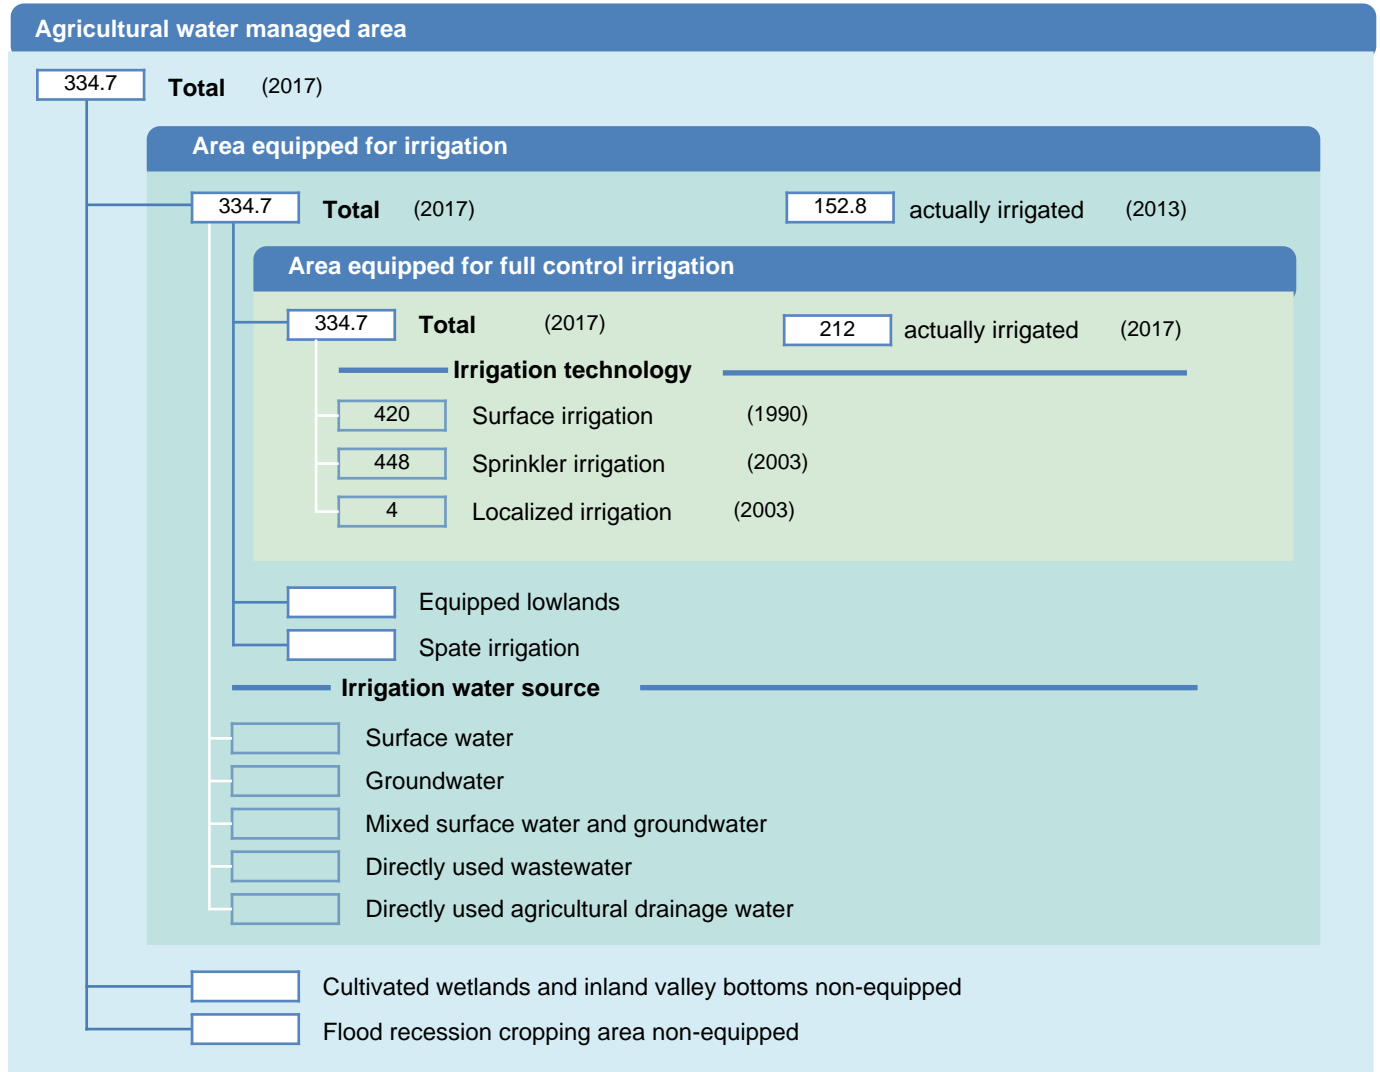 Agricultural water managed area
334.7 Total (2017)
Area equipped for irrigation
334.7 Total (2017) 152.8 actually irrigated (2013)
Area equipped for full control irrigation
334.7 Total (2017) 212 actually irrigated (2017)
Irrigation technology
420 Surface irrigation (1990)
448 Sprinkler irrigation (2003)
4 Localized irrigation (2003)
Equipped lowlands
Spate irrigation
Irrigation water source
Surface water
Groundwater
Mixed surface water and groundwater
Directly used wastewater
Directly used agricultural drainage water
Cultivated wetlands and inland valley bottoms non-equipped
Flood recession cropping area non-equipped